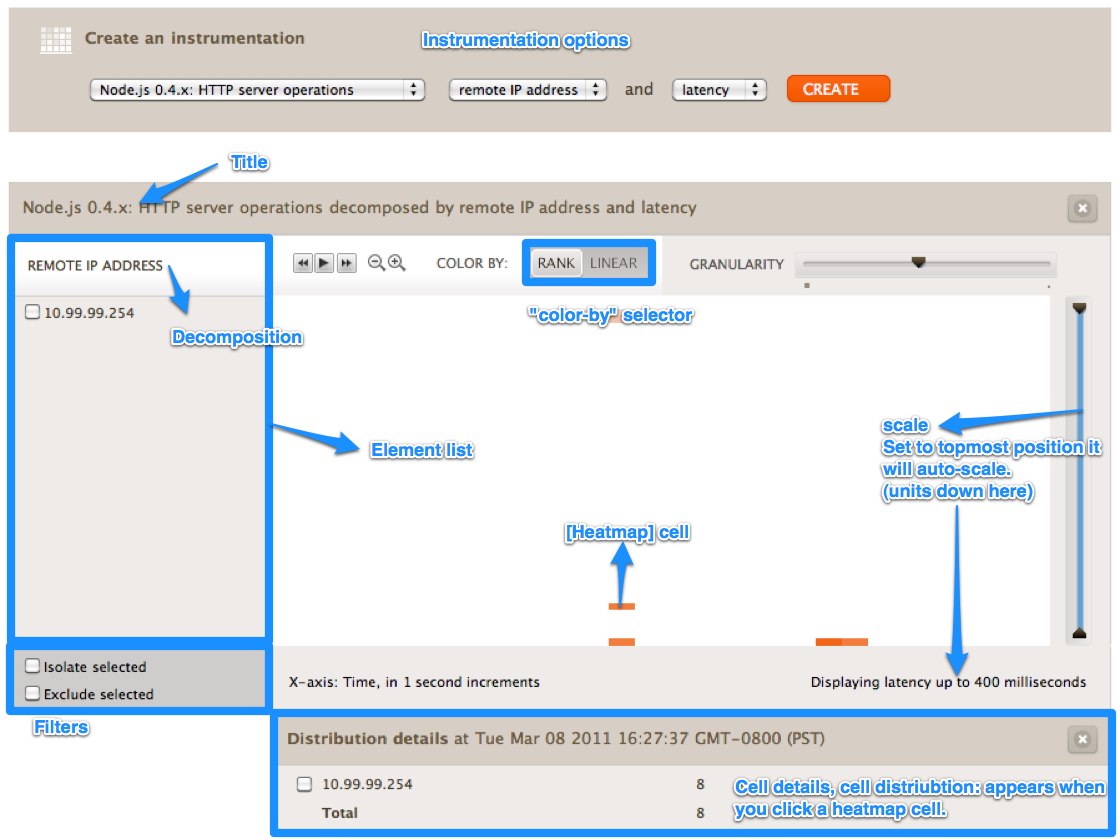 Create an instrumentation
Instrumentation options
Node.js 0.4.x: HTTP server operations
remote IP address
and
latency
CREATE
Title
Node.js 0.4.x: HTTP server operations decomposed by remote IP address and latency
REMOTE IP ADDRESS
COLOR BY:
RANK
LINEAR
GRANULARITY
10.99.99.254
Decomposition
"color-by" selector
Element list
scale
Set to topmost position it
will auto-scale.
(units down here)
[Heatmap] cell
Isolate selected
Exclude selected
Filters
X-axis: Time, in 1 second increments
Displaying latency up to 400 milliseconds
Distribution details at Tue Mar 08 2011 16:27:37 GMT-0800 (PST)
10.99.99.254 8
Total 8
Cell details, cell distriubtion: appears when
you click a heatmap cell.